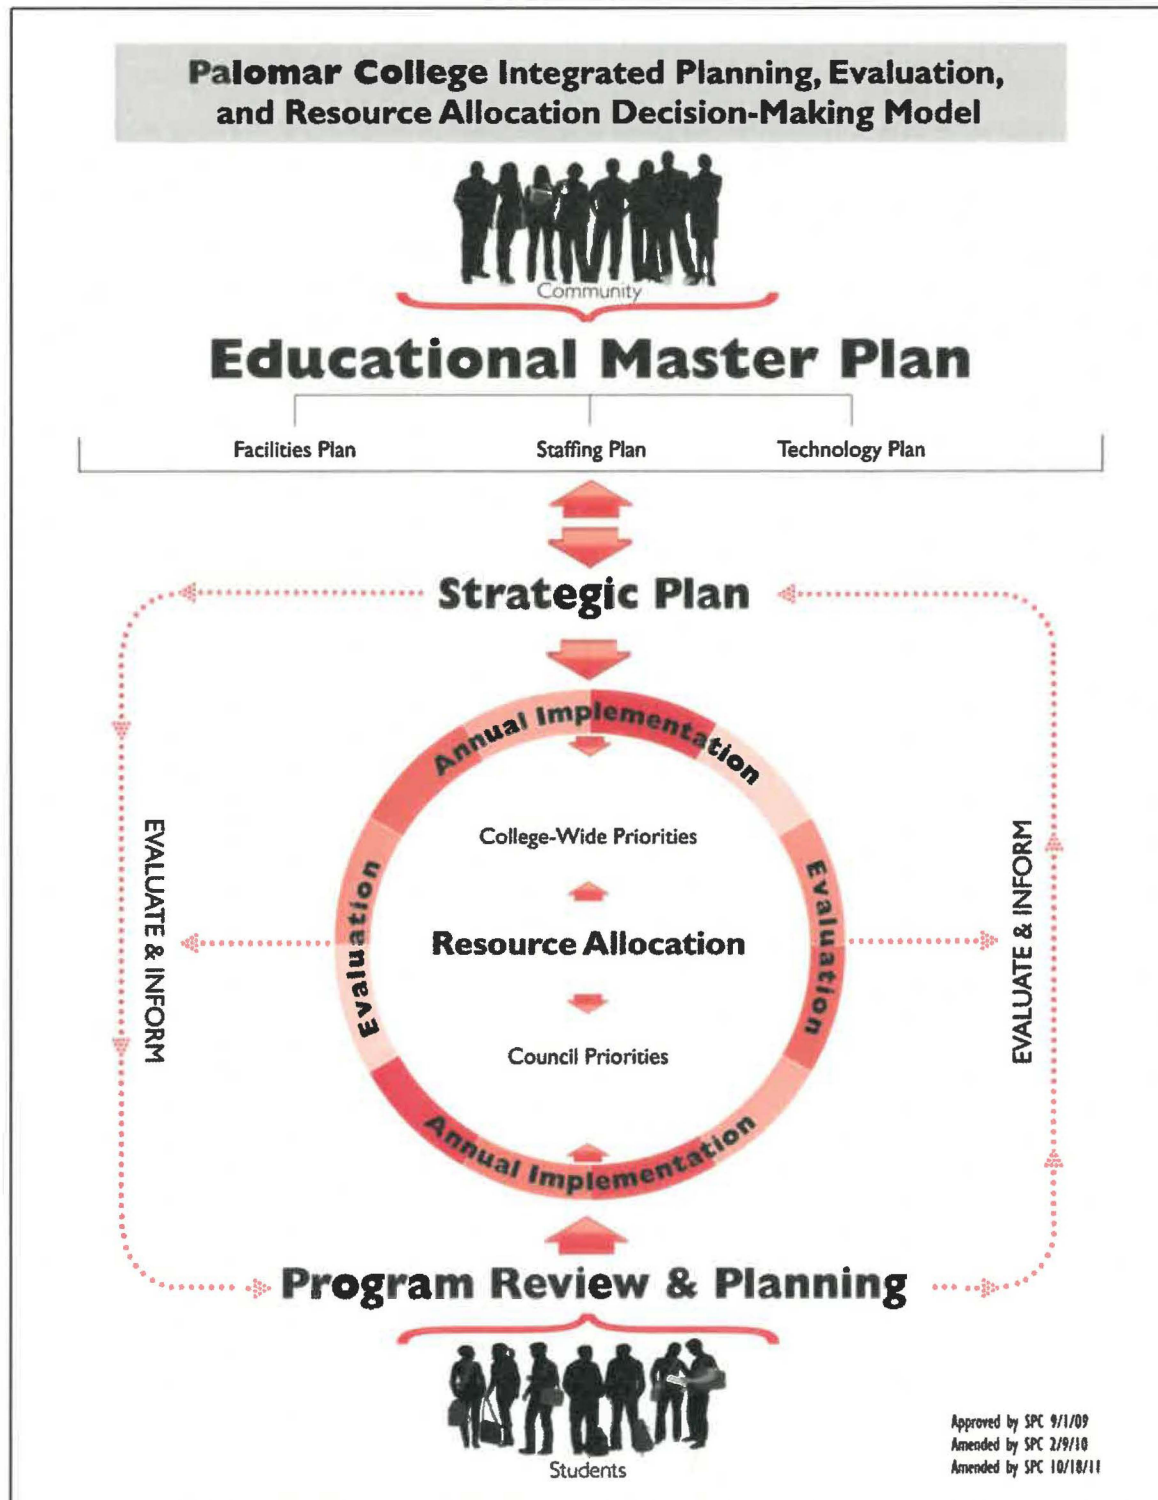 Palomar College Integrated Planning, Evaluation,
and Resource Allocation Decision-Making Model
Community
Educational Master Plan
Facilities Plan
Staffing Plan
Technology Plan
Strategic Plan
Annual Implementation
College-Wide Priorities
EVALUATE & INFORM
Evaluation
Resource Allocation
Evaluation
EVALUATE & INFORM
Council Priorities
Annual Implementation
Program Review & Planning
Students
Approved by SPC 9/1/09
Amended by SPC 2/9/10
Amended by SPC 10/18/11